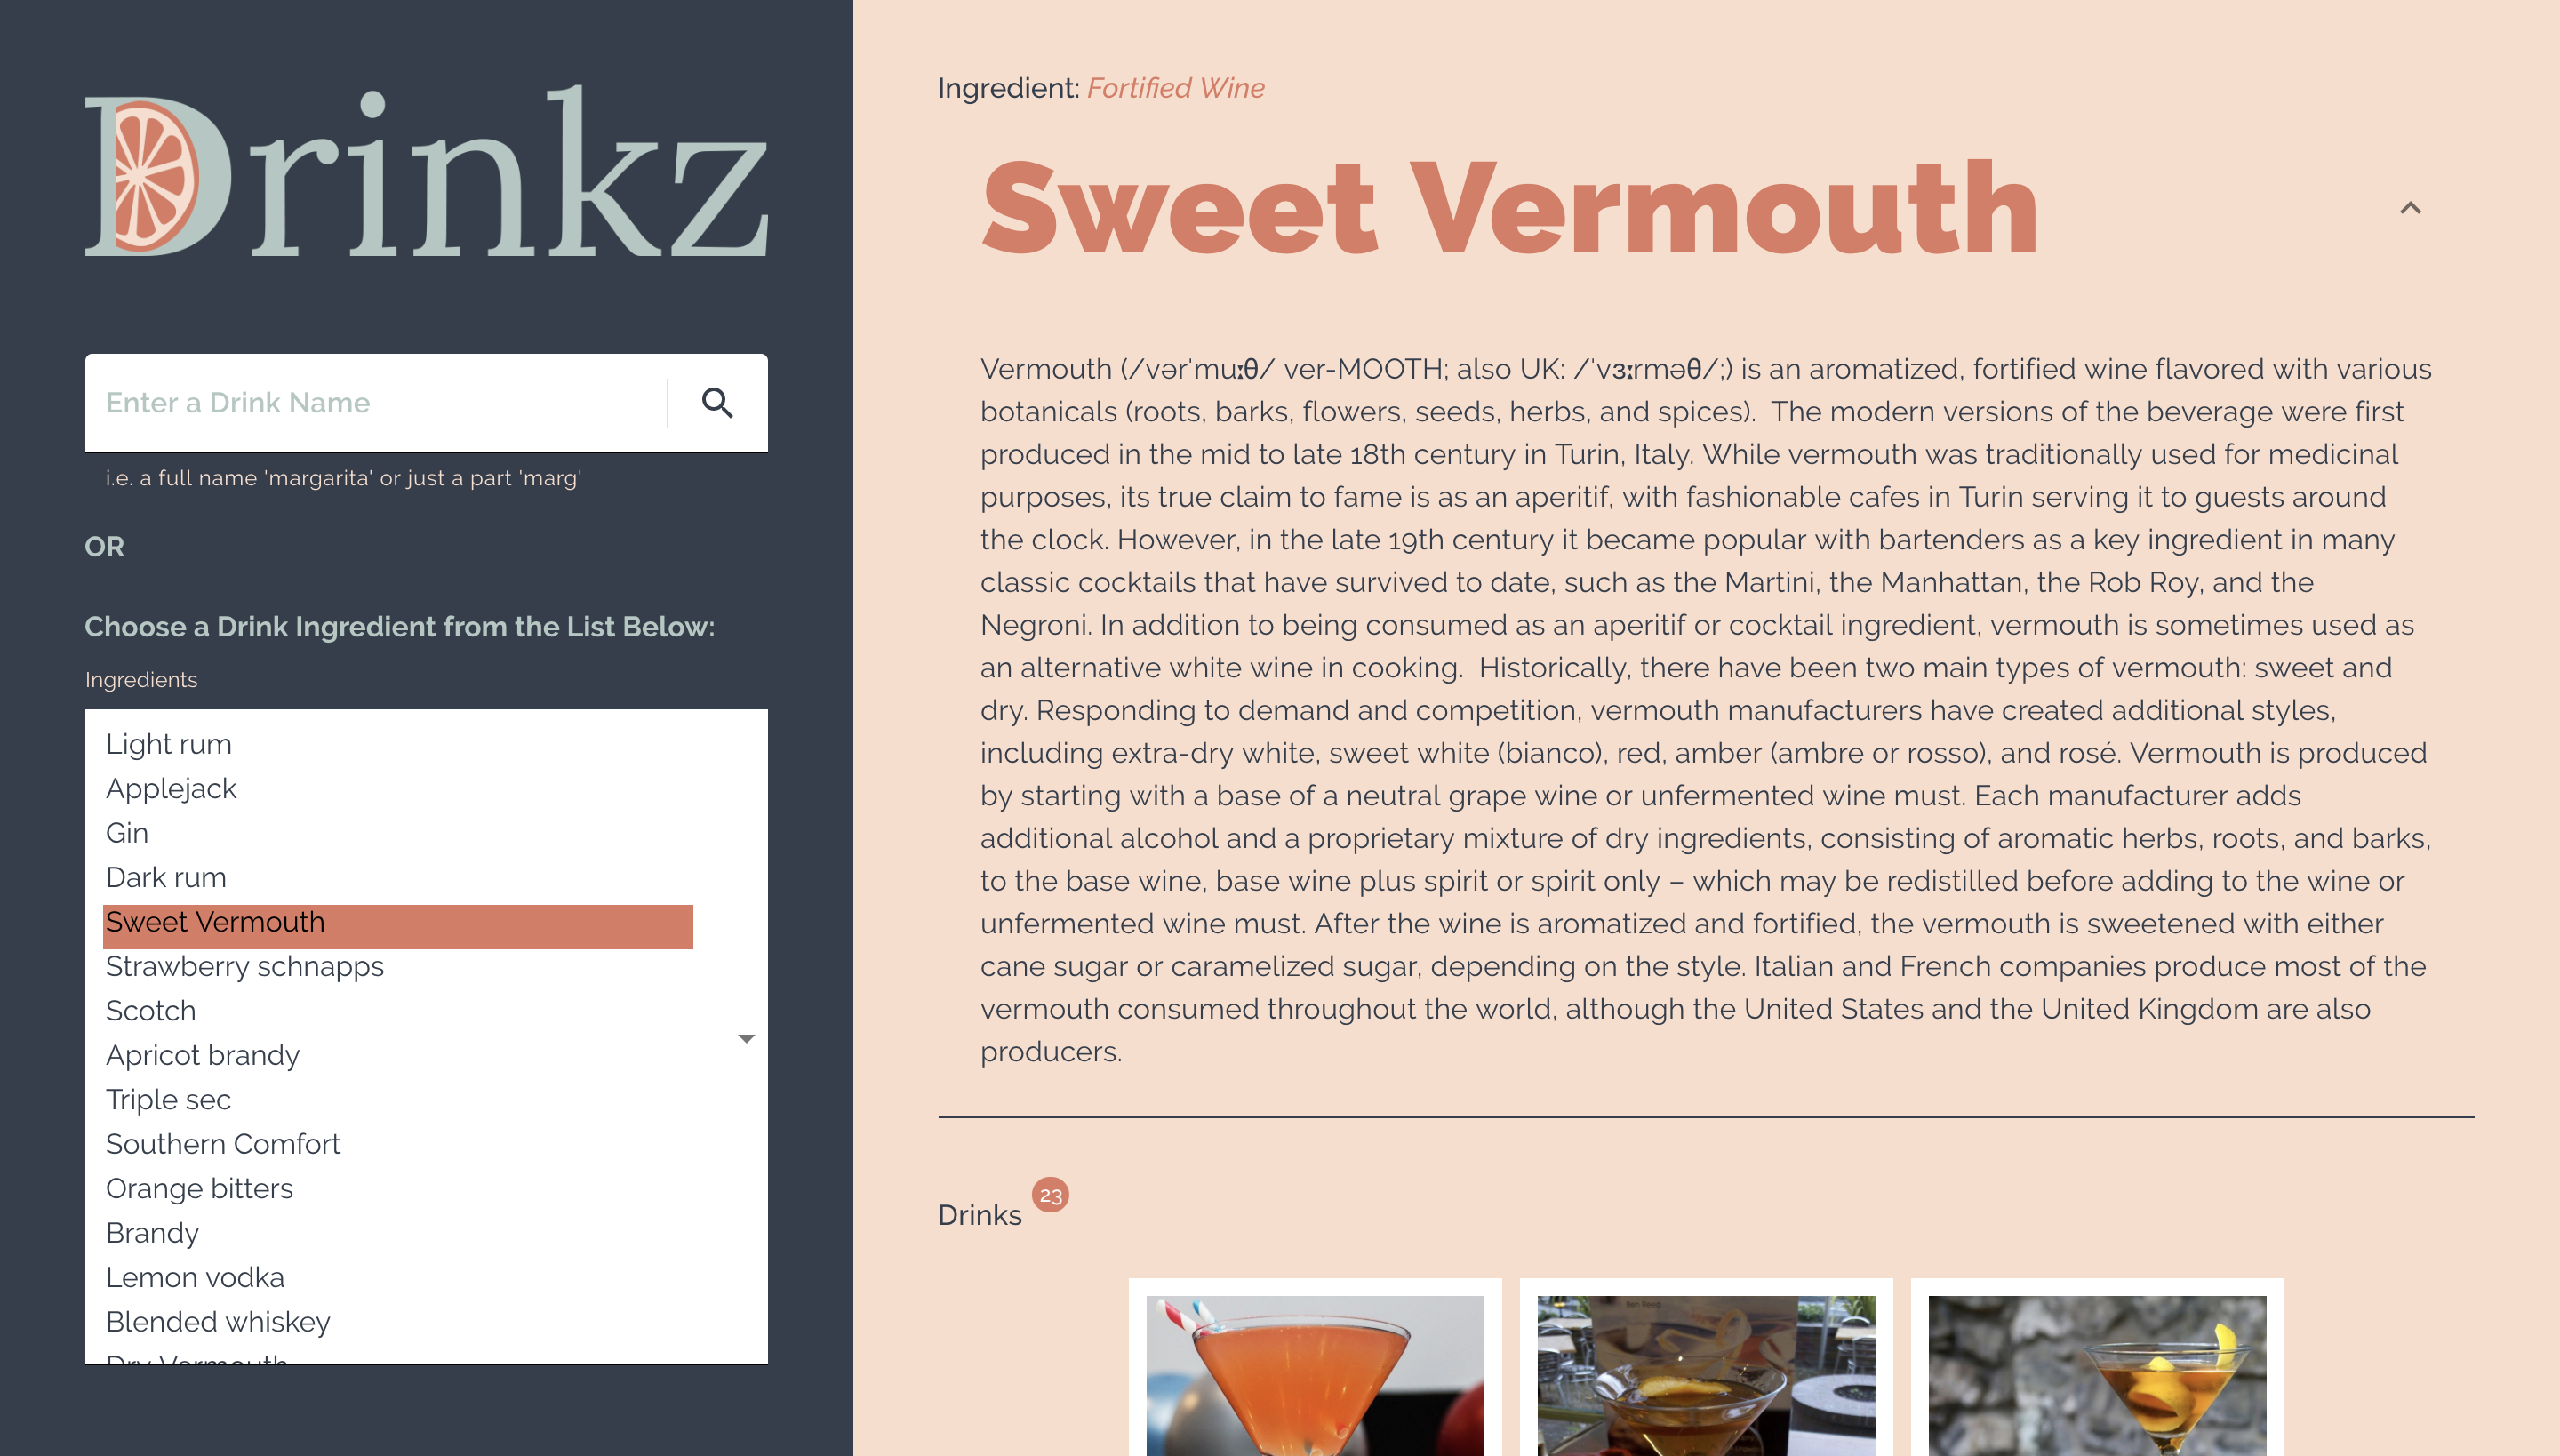 Drinkz
Enter a Drink Name
i.e. a full name 'margarita' or just a part 'marg'
OR
Choose a Drink Ingredient from the List Below:
Ingredients
Light rum
Applejack
Gin
Dark rum
Sweet Vermouth
Strawberry schnapps
Scotch
Apricot brandy
Triple sec
Southern Comfort
Orange bitters
Brandy
Lemon vodka
Blended whiskey
Dry Vermouth
Ingredient: Fortified Wine
Sweet Vermouth
Vermouth (/vərˈmuːθ/ ver-MOOTH; also UK: /ˈvɜːrməθ/;) is an aromatized, fortified wine flavored with various
botanicals (roots, barks, flowers, seeds, herbs, and spices).  The modern versions of the beverage were first
produced in the mid to late 18th century in Turin, Italy. While vermouth was traditionally used for medicinal
purposes, its true claim to fame is as an aperitif, with fashionable cafes in Turin serving it to guests around
the clock. However, in the late 19th century it became popular with bartenders as a key ingredient in many
classic cocktails that have survived to date, such as the Martini, the Manhattan, the Rob Roy, and the
Negroni. In addition to being consumed as an aperitif or cocktail ingredient, vermouth is sometimes used as
an alternative white wine in cooking.  Historically, there have been two main types of vermouth: sweet and
dry. Responding to demand and competition, vermouth manufacturers have created additional styles,
including extra-dry white, sweet white (bianco), red, amber (ambre or rosso), and rosé. Vermouth is produced
by starting with a base of a neutral grape wine or unfermented wine must. Each manufacturer adds
additional alcohol and a proprietary mixture of dry ingredients, consisting of aromatic herbs, roots, and barks,
to the base wine, base wine plus spirit or spirit only – which may be redistilled before adding to the wine or
unfermented wine must. After the wine is aromatized and fortified, the vermouth is sweetened with either
cane sugar or caramelized sugar, depending on the style. Italian and French companies produce most of the
vermouth consumed throughout the world, although the United States and the United Kingdom are also
producers.
Drinks 23
Ben Reed